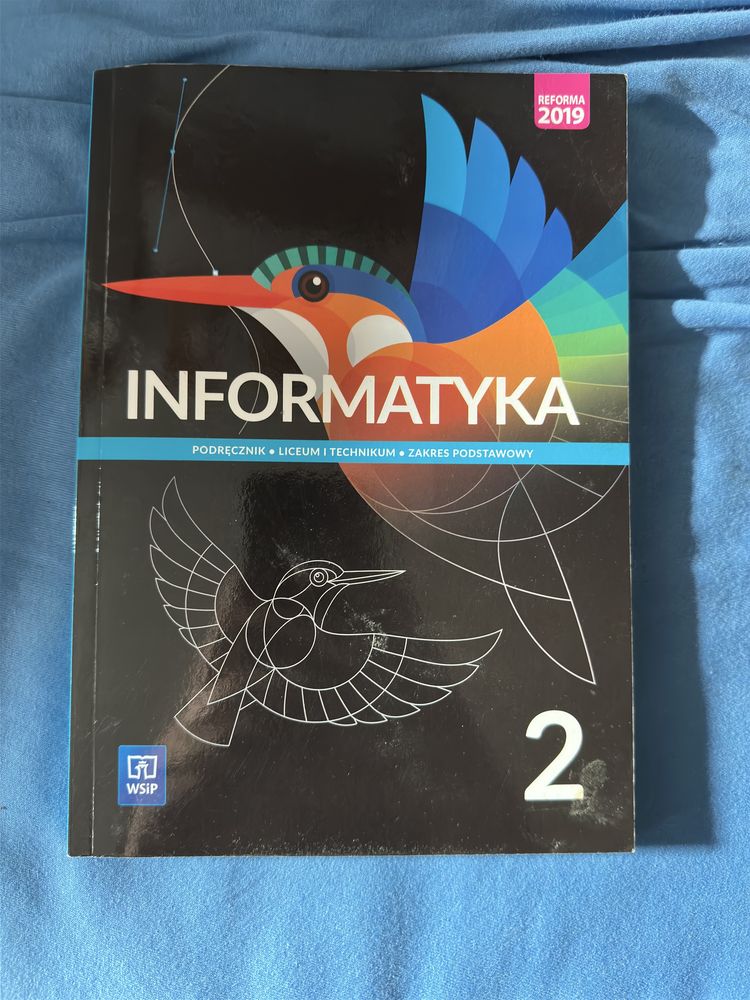 REFORMA
2019
INFORMATYKA
PODRĘCZNIK • LICEUM I TECHNIKUM • ZAKRES PODSTAWOWY
2
WSiP